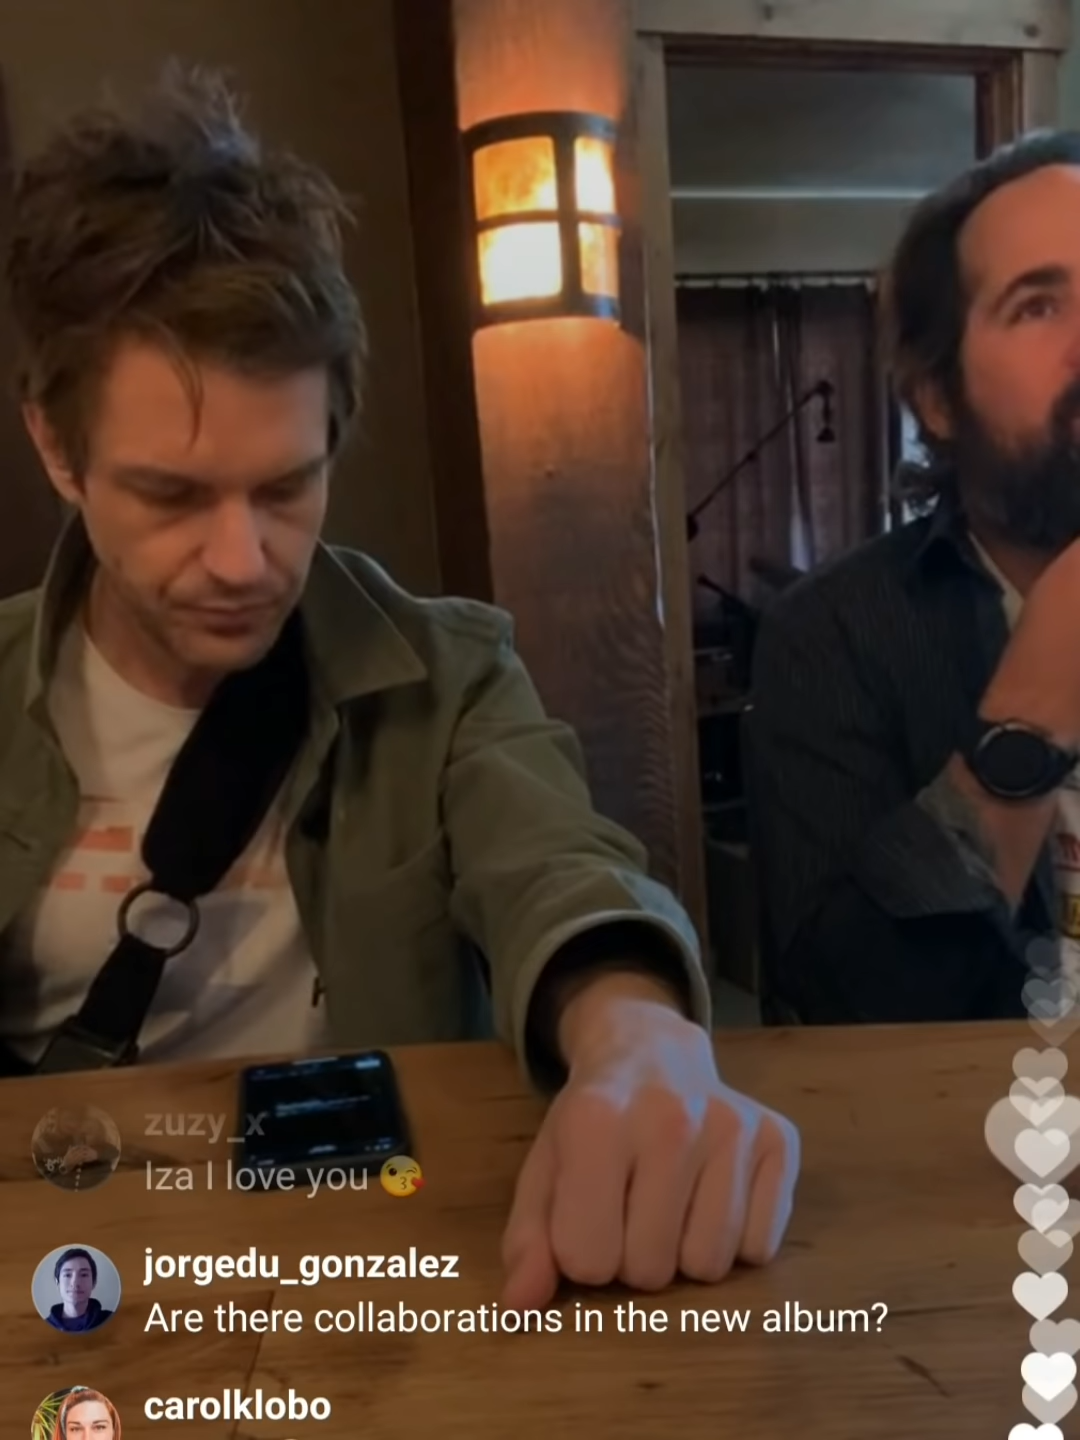 zuzy_x
Iza I love you 😘
jorgedu_gonzalez
Are there collaborations in the new album?
carolklobo